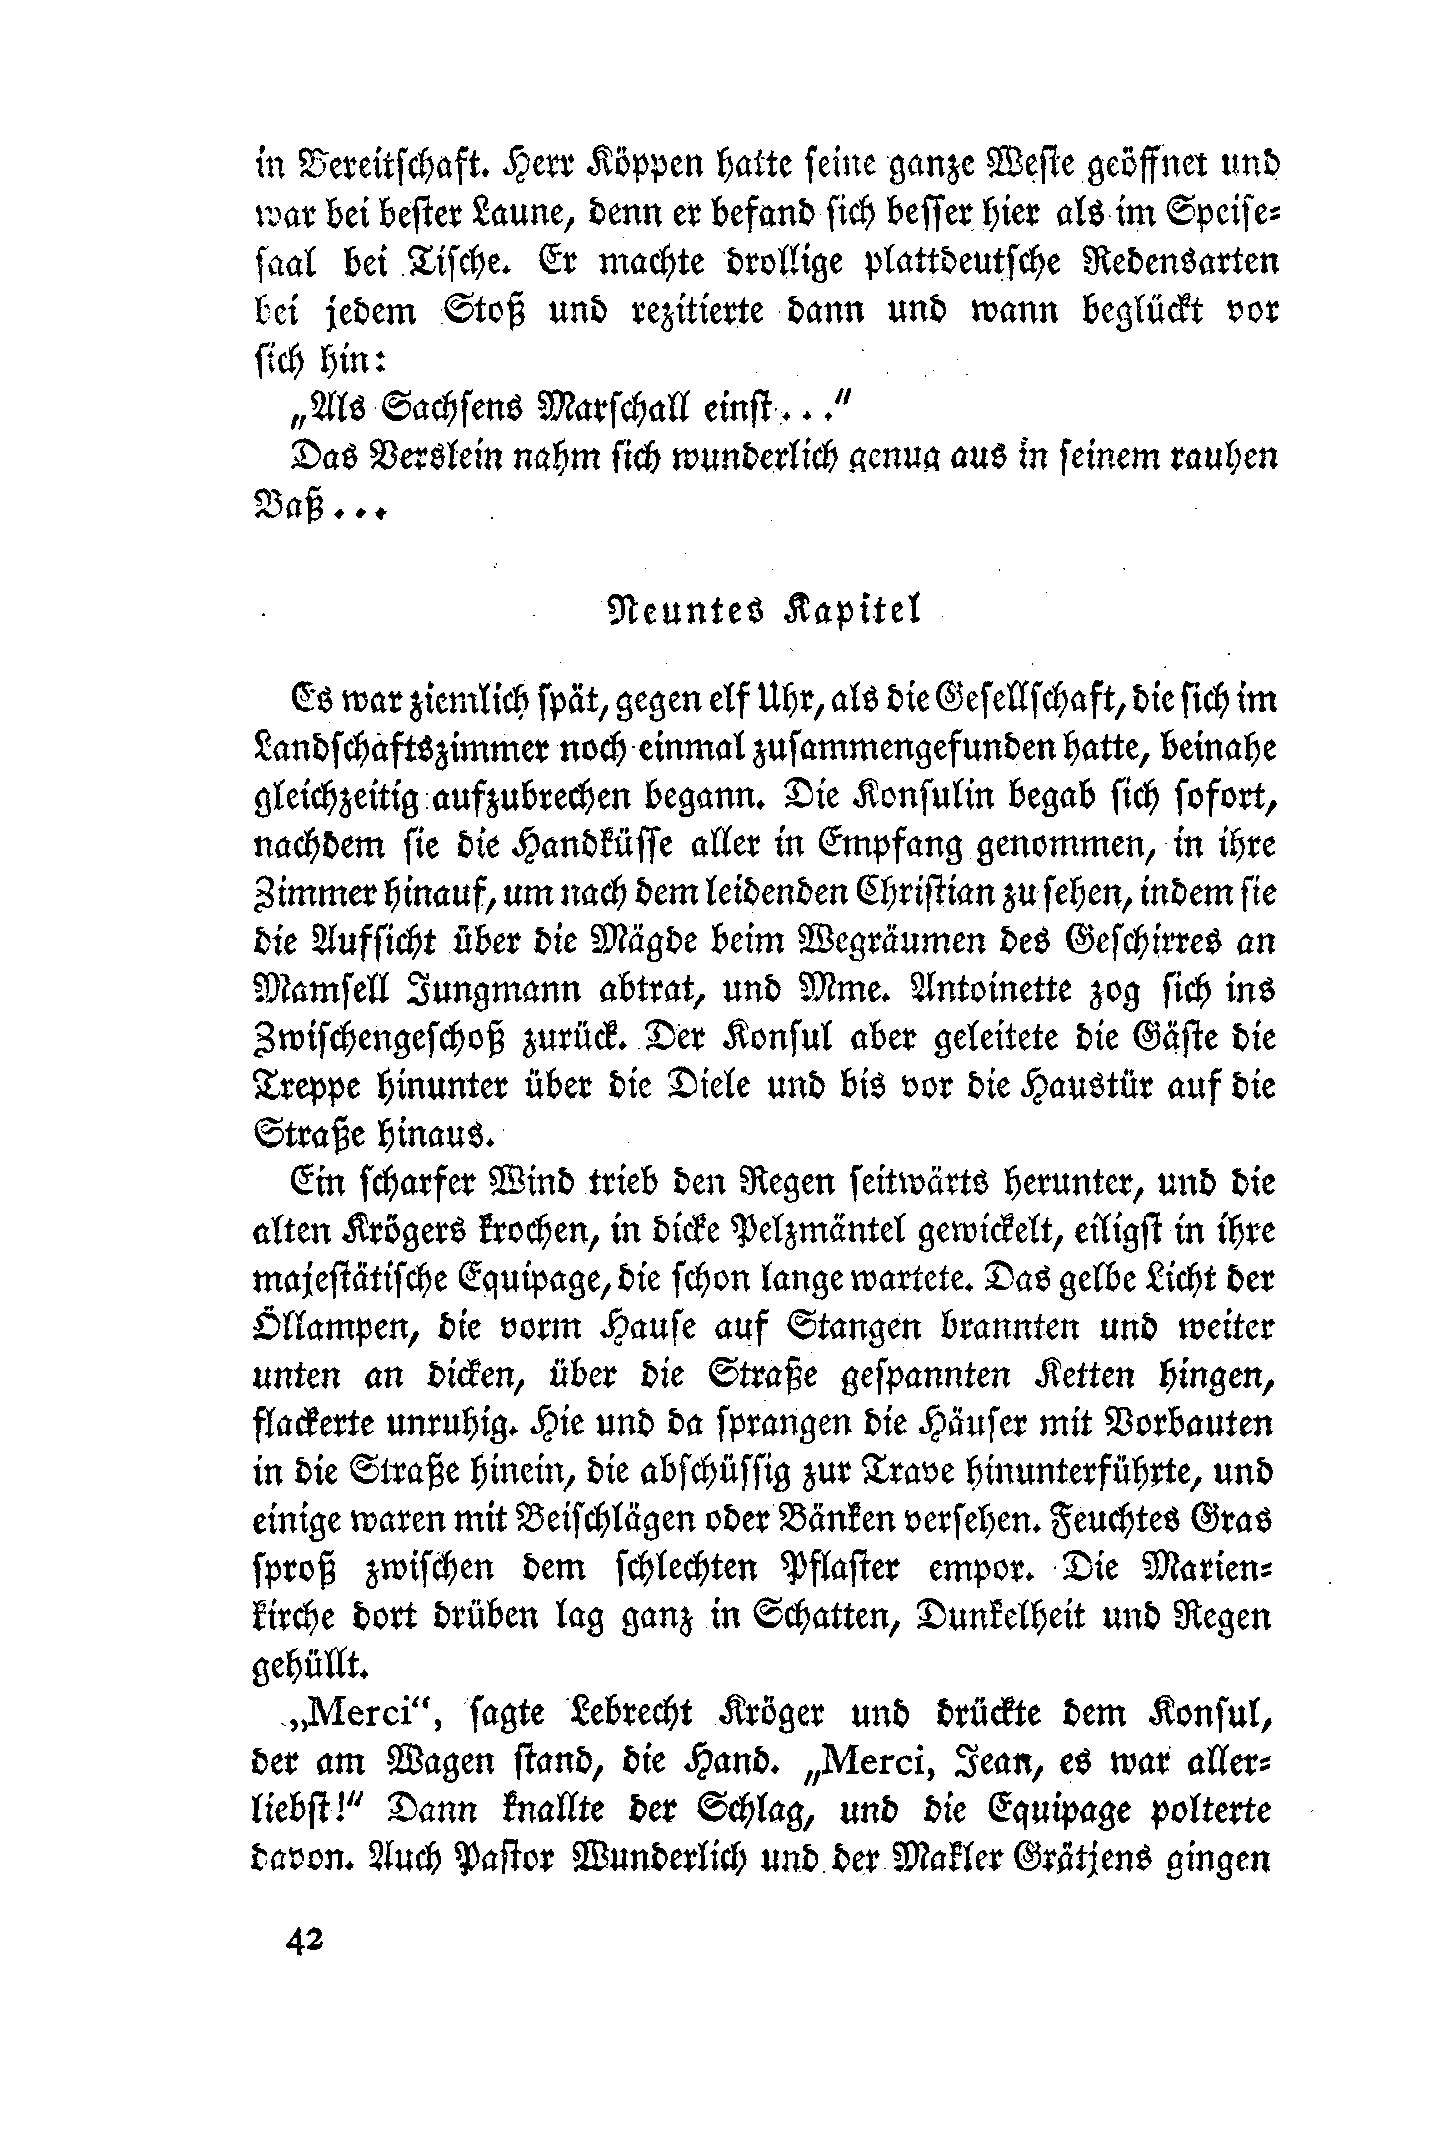 in Bereitschaft. Herr Köppen hatte seine ganze Weste geöffnet und
war bei bester Laune, denn er befand sich besser hier als im Speise-
saal bei Tische. Er machte drollige plattdeutsche Redensarten
bei jedem Stoß und rezitierte dann und wann beglückt vor
sich hin:
„Als Sachsens Marschall einst . . ."
Das Verslein nahm sich wunderlich genug aus in seinem rauhen
Baß . . .
Neuntes Kapitel
Es war ziemlich spät, gegen elf Uhr, als die Gesellschaft, die sich im
Landschaftszimmer noch einmal zusammengefunden hatte, beinahe
gleichzeitig aufzubrechen begann. Die Konsulin begab sich sofort,
nachdem sie die Handküsse aller in Empfang genommen, in ihre
Zimmer hinauf, um nach dem leidenden Christian zu sehen, indem sie
die Aufsicht über die Mägde beim Wegräumen des Geschirres an
Mamsell Jungmann abtrat, und Mme. Antoinette zog sich ins
Zwischengeschoß zurück. Der Konsul aber geleitete die Gäste die
Treppe hinunter über die Diele und bis vor die Haustür auf die
Straße hinaus.
Ein scharfer Wind trieb den Regen seitwärts herunter, und die
alten Krögers krochen, in dicke Pelzmäntel gewickelt, eiligst in ihre
majestätische Equipage, die schon lange wartete. Das gelbe Licht der
Öllampen, die vorm Hause auf Stangen brannten und weiter
unten an dicken, über die Straße gespannten Ketten hingen,
flackerte unruhig. Hie und da sprangen die Häuser mit Vorbauten
in die Straße hinein, die abschüssig zur Trave hinunterführte, und
einige waren mit Beischlägen oder Bänken versehen. Feuchtes Gras
sproß zwischen dem schlechten Pflaster empor. Die Marien-
kirche dort drüben lag ganz in Schatten, Dunkelheit und Regen
gehüllt.
„Merci“, sagte Lebrecht Kröger und drückte dem Konsul,
der am Wagen stand, die Hand. „Merci, Jean, es war aller-
liebst!" Dann knallte der Schlag, und die Equipage polterte
davon. Auch Pastor Wunderlich und der Makler Grätjens gingen
42